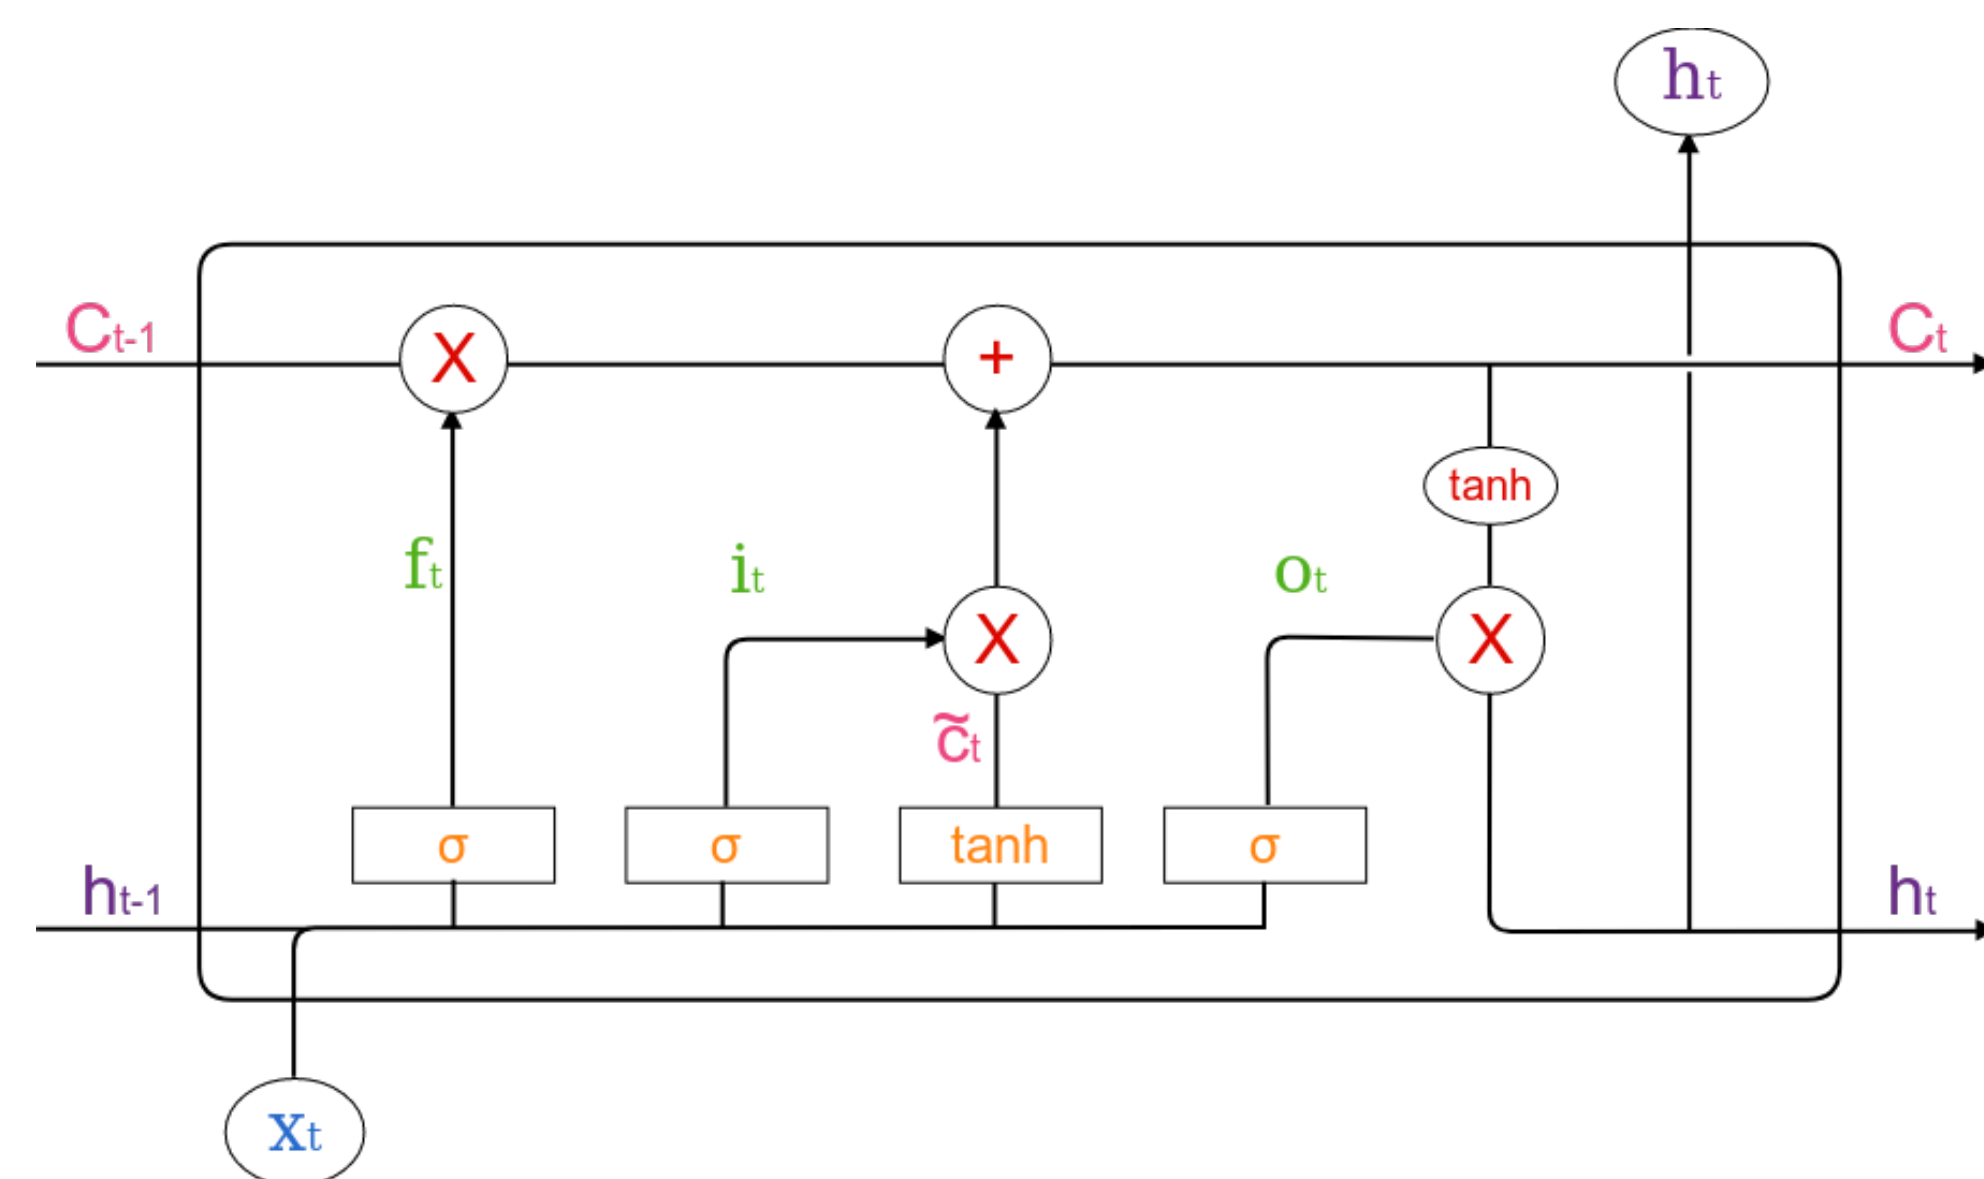 ht
Ct-1
X
+
Ct
tanh
ft
it
ot
X
X
c̃t
σ
σ
tanh
σ
ht-1
ht
xt